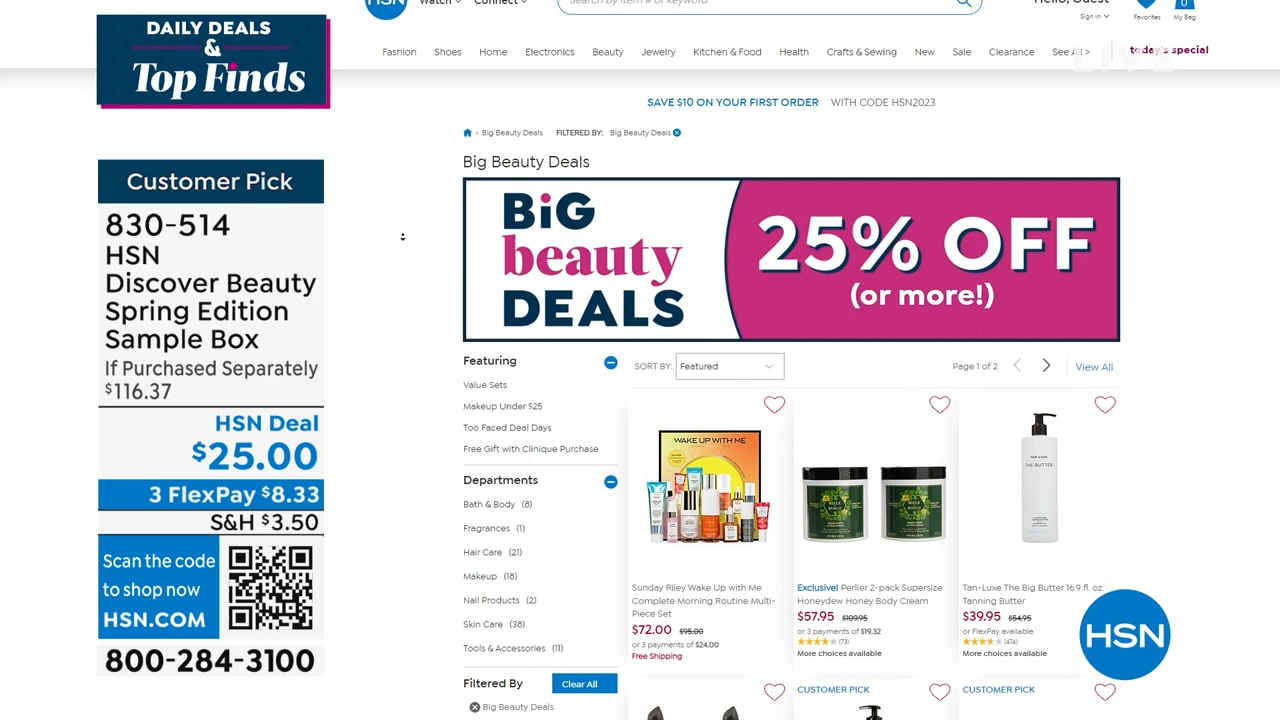 HSN
Watch
Connect
Search by item # or keyword
Hello, Guest
Sign In
Favorites
0
My Bag
DAILY DEALS
&
Top Finds
Fashion Shoes Home Electronics Beauty Jewelry Kitchen & Food Health Crafts & Sewing New Sale Clearance See All > today's special
LIVE
SAVE $10 ON YOUR FIRST ORDER WITH CODE HSN2023
> Big Beauty Deals FILTERED BY: Big Beauty Deals
Big Beauty Deals
BiG
beauty
DEALS
25% OFF
(or more!)
Customer Pick
830-514
HSN
Discover Beauty
Spring Edition
Sample Box
If Purchased Separately
$116.37
HSN Deal
$25.00
3 FlexPay $8.33
S&H $3.50
Scan the code
to shop now
HSN.COM
800-284-3100
Featuring
Value Sets
Makeup Under $25
Too Faced Deal Days
Free Gift with Clinique Purchase
Departments
Bath & Body (8)
Fragrances (1)
Hair Care (21)
Makeup (18)
Nail Products (2)
Skin Care (38)
Tools & Accessories (11)
Filtered By Clear All
Big Beauty Deals
SORT BY: Featured
Page 1 of 2
View All
WAKE UP WITH ME
Sunday Riley Wake Up with Me
Complete Morning Routine Multi-
Piece Set
$72.00 $95.00
or 3 payments of $24.00
Free Shipping
Exclusive! Perlier 2-pack Supersize
Honeydew Honey Body Cream
$57.95 $109.95
or 3 payments of $19.32
(73)
More choices available
TAN-LUXE
THE BUTTER
Tan-Luxe The Big Butter 16.9 fl. oz.
Tanning Butter
$39.95 $54.95
or FlexPay available
(474)
More choices available
CUSTOMER PICK
CUSTOMER PICK
HSN